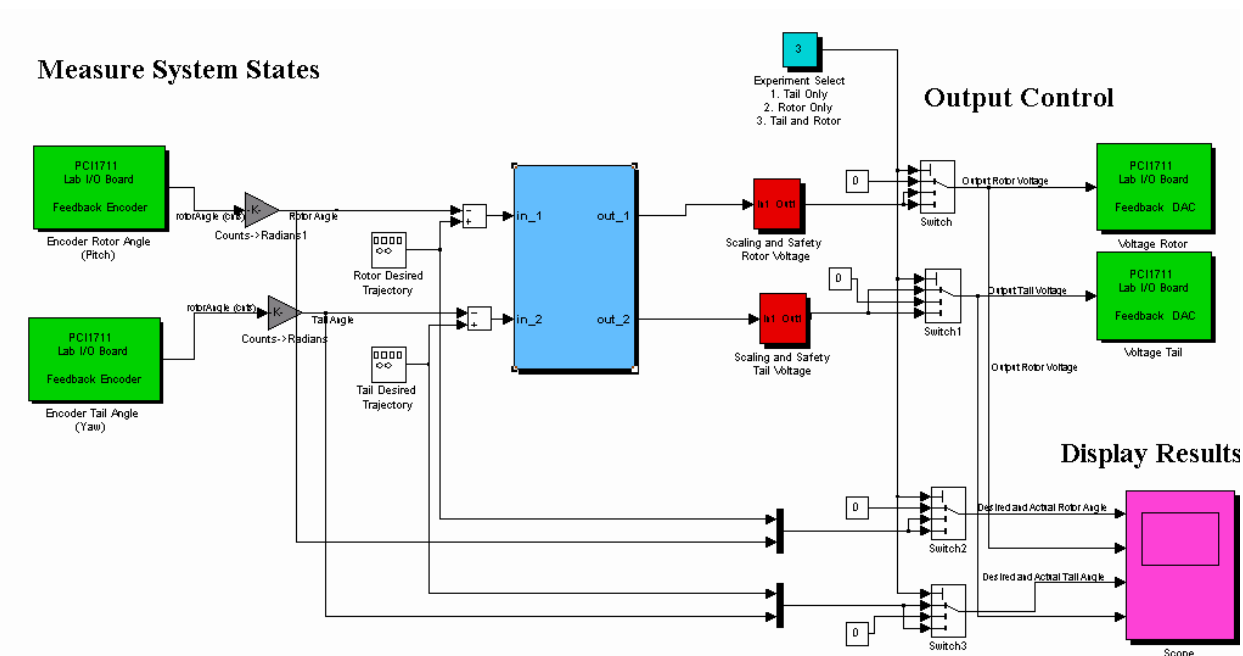 Measure System States
3
Experiment Select
1. Tail Only
2. Rotor Only
3. Tail and Rotor
Output Control
PCI1711
Lab I/O Board
Feedback Encoder
Encoder Rotor Angle
(Pitch)
rotorAngle (cnts)
-K-
Counts->Radians1
Rotor Angle
Rotor Desired
Trajectory
−
+
in_1
out_1
in_2
out_2
In1 Out1
Scaling and Safety
Rotor Voltage
0
Switch
Output Rotor Voltage
PCI1711
Lab I/O Board
Feedback DAC
Voltage Rotor
PCI1711
Lab I/O Board
Feedback Encoder
Encoder Tail Angle
(Yaw)
rotorAngle (cnts)
-K-
Counts->Radians
Tail Angle
−
+
Tail Desired
Trajectory
In1 Out1
Scaling and Safety
Tail Voltage
0
Switch1
Output Tail Voltage
PCI1711
Lab I/O Board
Feedback DAC
Voltage Tail
Output Rotor Voltage
Display Results
0
Switch2
Desired and Actual Rotor Angle
Desired and Actual Tail Angle
0
Switch3
Scope